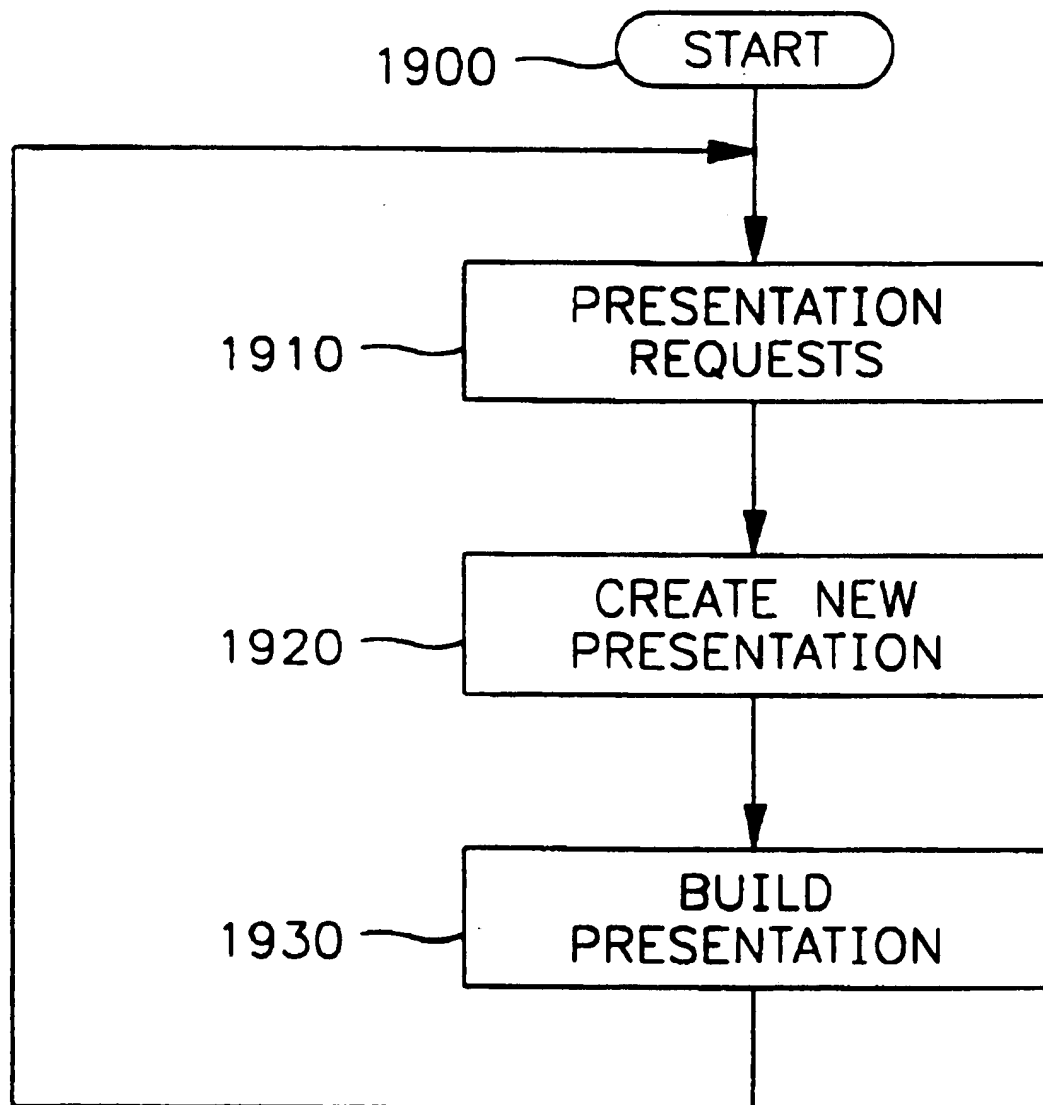 1900 START
1910 PRESENTATION
REQUESTS
1920 CREATE NEW
PRESENTATION
1930 BUILD
PRESENTATION